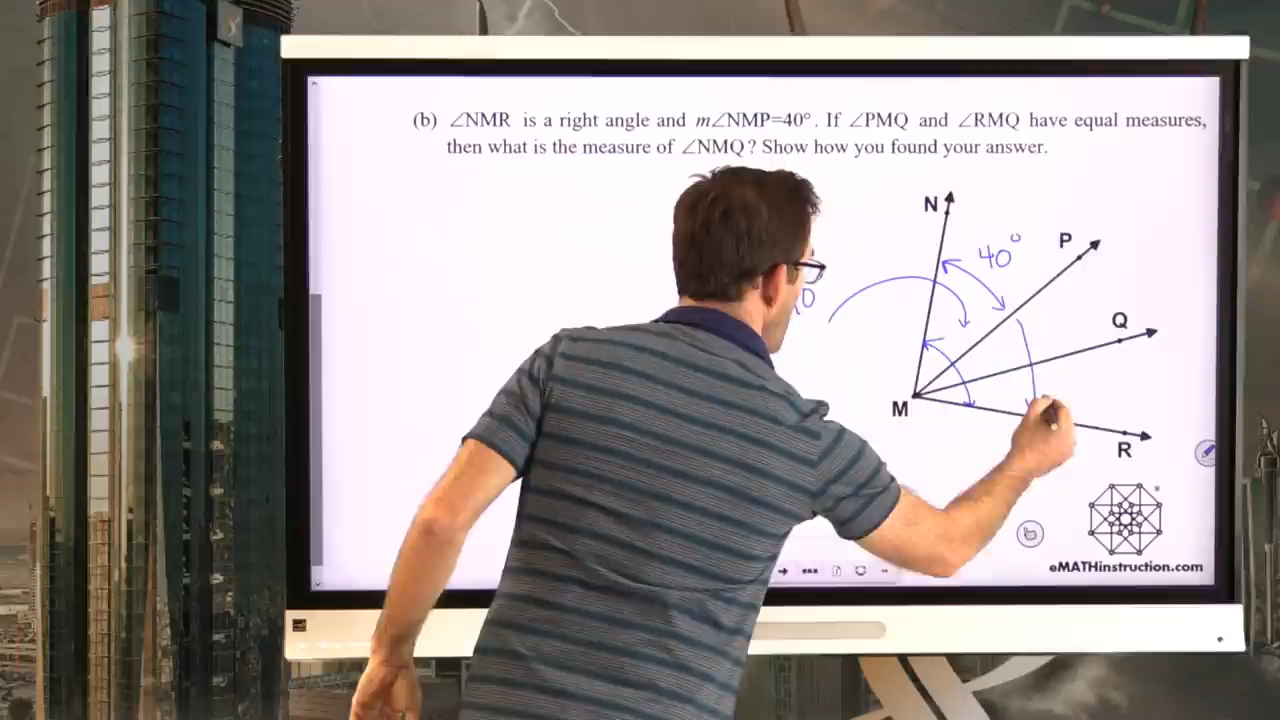 (b) ∠NMR is a right angle and m∠NMP=40°. If ∠PMQ and ∠RMQ have equal measures,
then what is the measure of ∠NMQ? Show how you found your answer.
N
40°
P
Q
M
R
eMATHinstruction.com